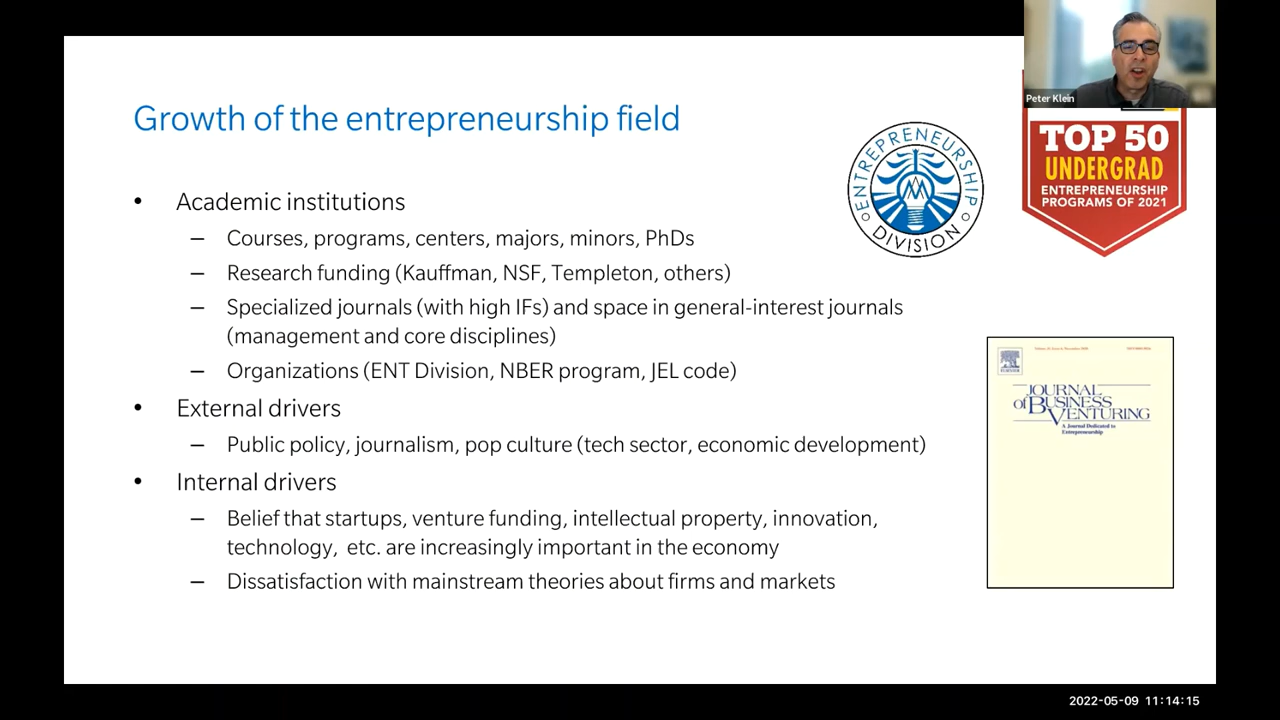 Peter Klein
Growth of the entrepreneurship field
ENTREPRENEURSHIP
DIVISION
TOP 50
UNDERGRAD
ENTREPRENEURSHIP
PROGRAMS OF 2021
• Academic institutions
– Courses, programs, centers, majors, minors, PhDs
– Research funding (Kauffman, NSF, Templeton, others)
– Specialized journals (with high IFs) and space in general-interest journals
(management and core disciplines)
– Organizations (ENT Division, NBER program, JEL code)
• External drivers
– Public policy, journalism, pop culture (tech sector, economic development)
• Internal drivers
– Belief that startups, venture funding, intellectual property, innovation,
technology, etc. are increasingly important in the economy
– Dissatisfaction with mainstream theories about firms and markets
ELSEVIER
JOURNAL
of BUSINESS
VENTURING
A Journal Dedicated to
Entrepreneurship
2022-05-09 11:14:15